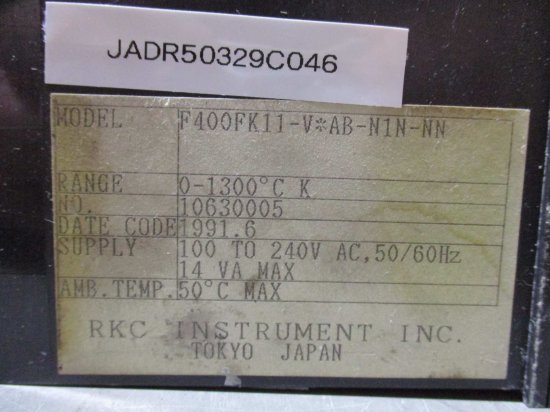 JADR50329C046
MODEL F400FK11-V*AB-N1N-NN
RANGE 0-1300°C K
NO. 10630005
DATE CODE 1991.6
SUPPLY 100 TO 240V AC,50/60Hz
14 VA MAX
AMB.TEMP. 50°C MAX
RKC INSTRUMENT INC.
TOKYO JAPAN